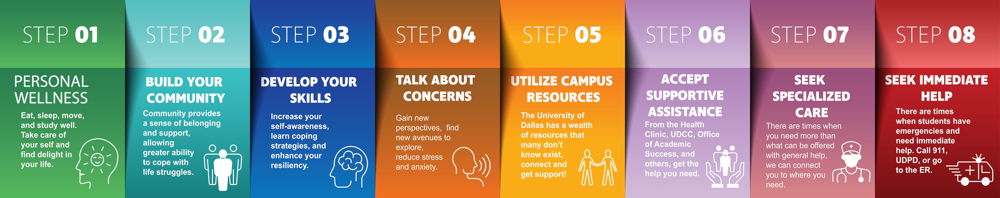 STEP 01
PERSONAL
WELLNESS
Eat, sleep, move,
and study well.
Take care of
your self and
find delight in
your life.
STEP 02
BUILD YOUR
COMMUNITY
Community provides
a sense of belonging
and support,
allowing
greater ability
to cope with
life struggles.
STEP 03
DEVELOP YOUR
SKILLS
Increase your
self-awareness,
learn coping
strategies, and
enhance your
resiliency.
STEP 04
TALK ABOUT
CONCERNS
Gain new
perspectives, find
new avenues to
explore,
reduce stress
and anxiety.
STEP 05
UTILIZE CAMPUS
RESOURCES
The University of
Dallas has a wealth
of resources that
many don't
know exist,
connect and
get support!
STEP 06
ACCEPT
SUPPORTIVE
ASSISTANCE
From the Health
Clinic, UDCC, Office
of Academic
Success, and
others, get the
help you need.
STEP 07
SEEK
SPECIALIZED
CARE
There are times when
you need more than
what can be offered
with general help,
we can connect
you to where you
need.
STEP 08
SEEK IMMEDIATE
HELP
There are times
when students have
emergencies and
need immediate
help. Call 911,
UDPD, or go
to the ER.